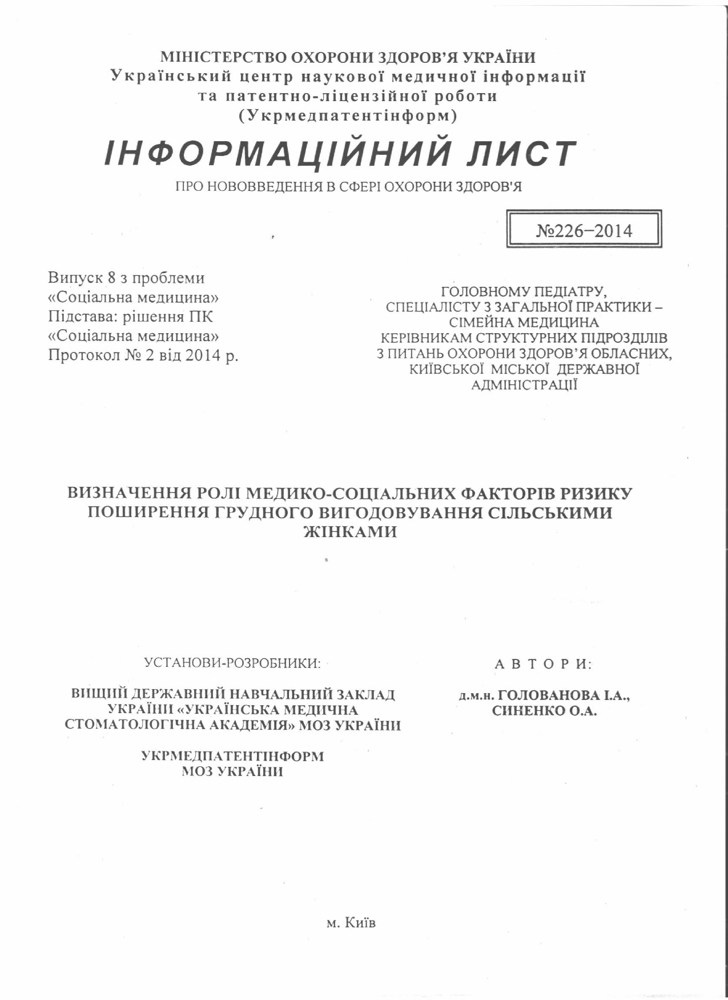 МІНІСТЕРСТВО ОХОРОНИ ЗДОРОВ’Я УКРАЇНИ
Український центр наукової медичної інформації
та патентно-ліцензійної роботи
(Укрмедпатентінформ)
ІНФОРМАЦІЙНИЙ ЛИСТ
ПРО НОВОВВЕДЕННЯ В СФЕРІ ОХОРОНИ ЗДОРОВ'Я
№226–2014
Випуск 8 з проблеми
«Соціальна медицина»
Підстава: рішення ПК
«Соціальна медицина»
Протокол № 2 від 2014 р.
ГОЛОВНОМУ ПЕДІАТРУ,
СПЕЦІАЛІСТУ З ЗАГАЛЬНОЇ ПРАКТИКИ –
СІМЕЙНА МЕДИЦИНА
КЕРІВНИКАМ СТРУКТУРНИХ ПІДРОЗДІЛІВ
З ПИТАНЬ ОХОРОНИ ЗДОРОВ’Я ОБЛАСНИХ,
КИЇВСЬКОЇ МІСЬКОЇ ДЕРЖАВНОЇ
АДМІНІСТРАЦІЇ
ВИЗНАЧЕННЯ РОЛІ МЕДИКО-СОЦІАЛЬНИХ ФАКТОРІВ РИЗИКУ
ПОШИРЕННЯ ГРУДНОГО ВИГОДОВУВАННЯ СІЛЬСЬКИМИ
ЖІНКАМИ
УСТАНОВИ-РОЗРОБНИКИ:
ВИЩИЙ ДЕРЖАВНИЙ НАВЧАЛЬНИЙ ЗАКЛАД
УКРАЇНИ «УКРАЇНСЬКА МЕДИЧНА
СТОМАТОЛОГІЧНА АКАДЕМІЯ» МОЗ УКРАЇНИ
УКРМЕДПАТЕНТІНФОРМ
МОЗ УКРАЇНИ
А В Т О Р И:
д.м.н. ГОЛОВАНОВА І.А.,
СИНЕНКО О.А.
м. Київ